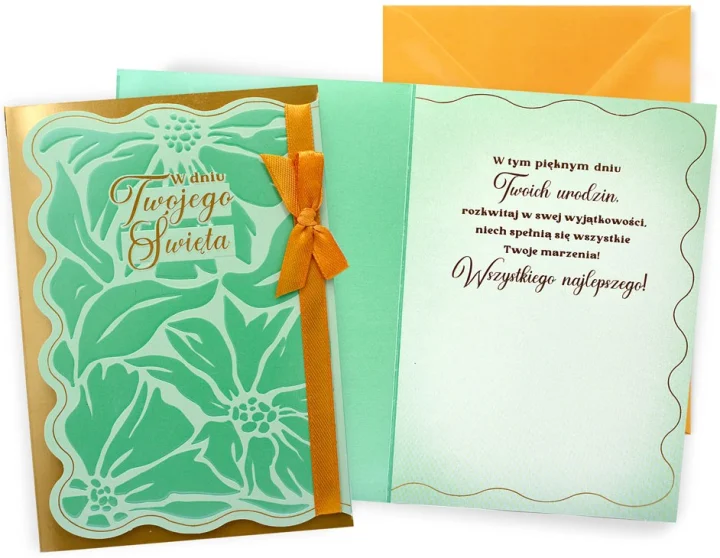 W dniu
Twojego
Święta
W tym pięknym dniu
Twoich urodzin,
rozkwitaj w swej wyjątkowości,
niech spełnią się wszystkie
Twoje marzenia!
Wszystkiego najlepszego!